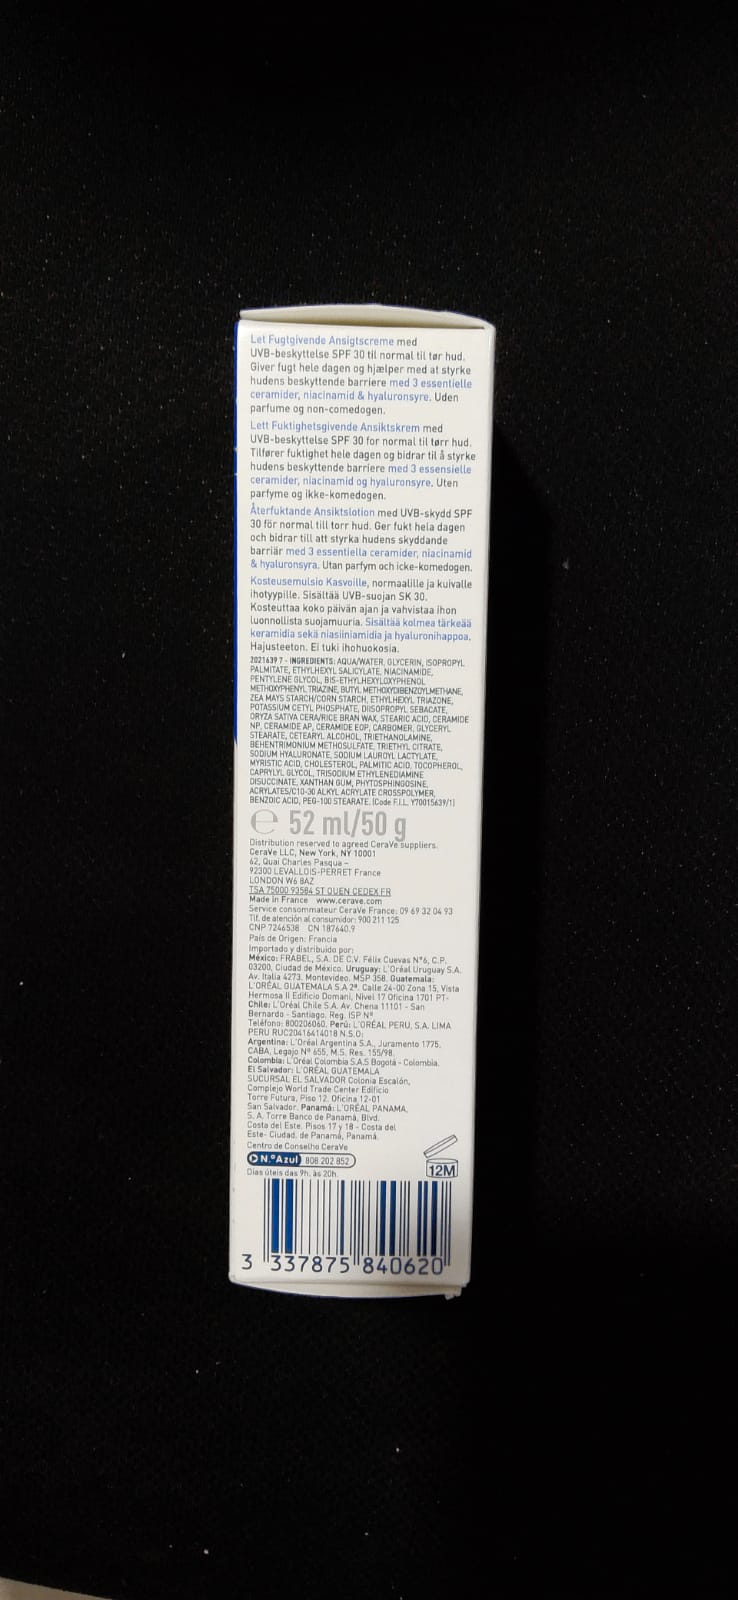 Let Fugtgivende Ansigtscreme med
UVB-beskyttelse SPF 30 til normal til tør hud.
Giver fugt hele dagen og hjælper med at styrke
hudens beskyttende barriere med 3 essentielle
ceramider, niacinamid & hyaluronsyre. Uden
parfume og non-comedogen.
Lett Fuktighetsgivende Ansiktskrem med
UVB-beskyttelse SPF 30 for normal til tørr hud.
Tilfører fuktighet hele dagen og bidrar til å styrke
hudens beskyttende barriere med 3 essensielle
ceramider, niacinamid og hyaluronsyre. Uten
parfyme og ikke-komedogen.
Återfuktande Ansiktslotion med UVB-skydd SPF
30 för normal till torr hud. Ger fukt hela dagen
och bidrar till att styrka hudens skyddande
barriär med 3 essentiella ceramider, niacinamid
& hyaluronsyra. Utan parfym och icke-komedogen.
Kosteusemulsio Kasvoille, normaalille ja kuivalle
ihotyypille. Sisältää UVB-suojan SK 30.
Kosteuttaa koko päivän ajan ja vahvistaa ihon
luonnollista suojamuuria. Sisältää kolmea tärkeää
keramidia sekä niasiiniamidia ja hyaluronihappoa.
Hajusteeton. Ei tuki ihohuokosia.
2021639 7 - INGREDIENTS: AQUA/WATER, GLYCERIN, ISOPROPYL
PALMITATE, ETHYLHEXYL SALICYLATE, NIACINAMIDE,
PENTYLENE GLYCOL, BIS-ETHYLHEXYLOXYPHENOL
METHOXYPHENYL TRIAZINE, BUTYL METHOXYDIBENZOYLMETHANE,
ZEA MAYS STARCH/CORN STARCH, ETHYLHEXYL TRIAZONE,
POTASSIUM CETYL PHOSPHATE, DIISOPROPYL SEBACATE,
ORYZA SATIVA CERA/RICE BRAN WAX, STEARIC ACID, CERAMIDE
NP, CERAMIDE AP, CERAMIDE EOP, CARBOMER, GLYCERYL
STEARATE, CETEARYL ALCOHOL, TRIETHANOLAMINE,
BEHENTRIMONIUM METHOSULFATE, TRIETHYL CITRATE,
SODIUM HYALURONATE, SODIUM LAUROYL LACTYLATE,
MYRISTIC ACID, CHOLESTEROL, PALMITIC ACID, TOCOPHEROL,
CAPRYLYL GLYCOL, TRISODIUM ETHYLENEDIAMINE
DISUCCINATE, XANTHAN GUM, PHYTOSPHINGOSINE,
ACRYLATES/C10-30 ALKYL ACRYLATE CROSSPOLYMER,
BENZOIC ACID, PEG-100 STEARATE. (Code F.I.L. Y70015639/1)
℮ 52 ml/50 g
Distribution reserved to agreed CeraVe suppliers.
CeraVe LLC, New York, NY 10001
62, Quai Charles Pasqua –
92300 LEVALLOIS-PERRET France
LONDON W6 8AZ
TSA 75000 93584 ST OUEN CEDEX FR
Made in France www.cerave.com
Service consommateur CeraVe France: 09 69 32 04 93
Tlf. de atención al consumidor: 900 211 125
CNP 7246538 CN 187640.9
País de Origen: Francia
Importado y distribuido por:
México: FRABEL, S.A. DE C.V. Félix Cuevas N°6, C.P.
03200, Ciudad de México. Uruguay: L'Oréal Uruguay S.A.
Av. Italia 4273. Montevideo. MSP 358. Guatemala:
L'ORÉAL GUATEMALA S.A 2ª. Calle 24-00 Zona 15, Vista
Hermosa II Edificio Domani, Nivel 17 Oficina 1701 PT-
Chile: L'Oréal Chile S.A. Av. Chena 11101 - San
Bernardo - Santiago. Reg. ISP Nº
Teléfono: 800206060. Perú: L'ORÉAL PERU, S.A. LIMA
PERU RUC20416414018 N.S.O:
Argentina: L'Oréal Argentina S.A., Juramento 1775,
CABA, Legajo Nº 655, M.S. Res. 155/98.
Colombia: L'Oréal Colombia S.A.S Bogotá - Colombia.
El Salvador: L'ORÉAL GUATEMALA
SUCURSAL EL SALVADOR Colonia Escalón,
Complejo World Trade Center Edificio
Torre Futura, Piso 12, Oficina 12-01
San Salvador. Panamá: L'ORÉAL PANAMA,
S. A. Torre Banco de Panamá, Blvd.
Costa del Este, Pisos 17 y 18 - Costa del
Este- Ciudad. de Panamá, Panamá.
Centro de Conselho CeraVe
N.ºAzul 808 202 852
Dias úteis das 9h. às 20h.
12M
3 337875 840620